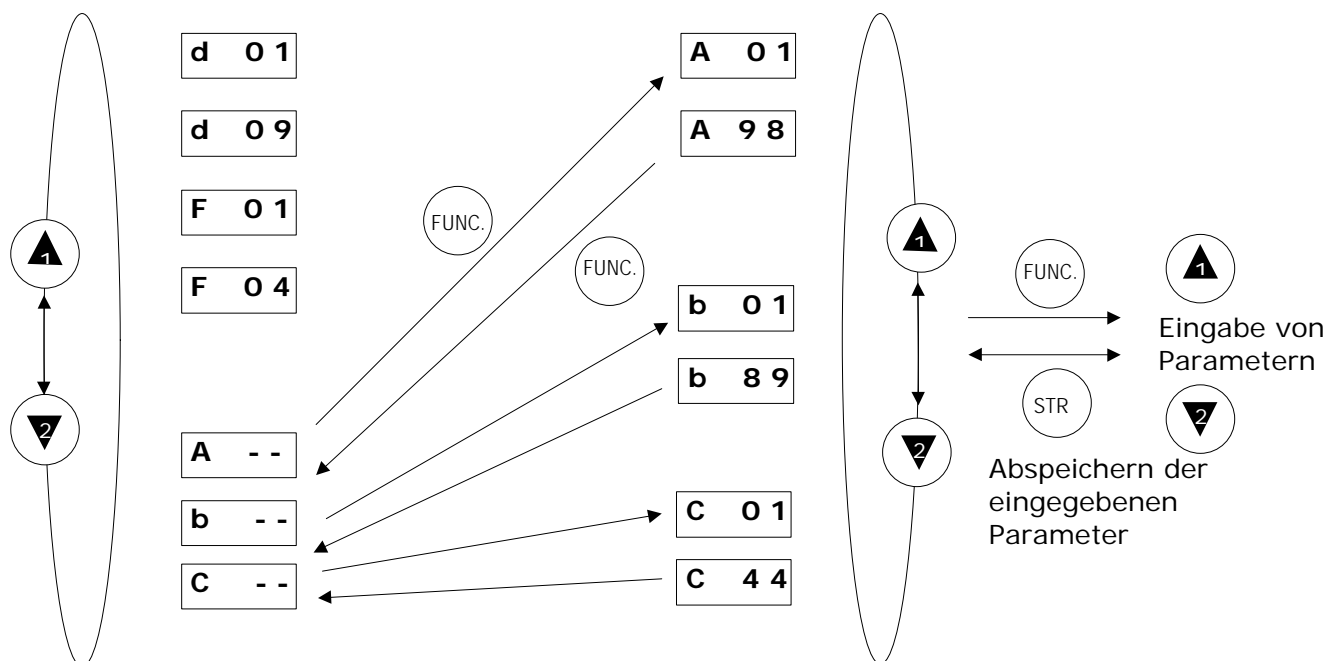 d 01
d 09
F 01
F 04
A --
b --
C --
1
2
FUNC.
FUNC.
A 01
A 98
b 01
b 89
C 01
C 44
1
2
FUNC.
STR
Abspeichern der
eingegebenen
Parameter
1
Eingabe von
Parametern
2